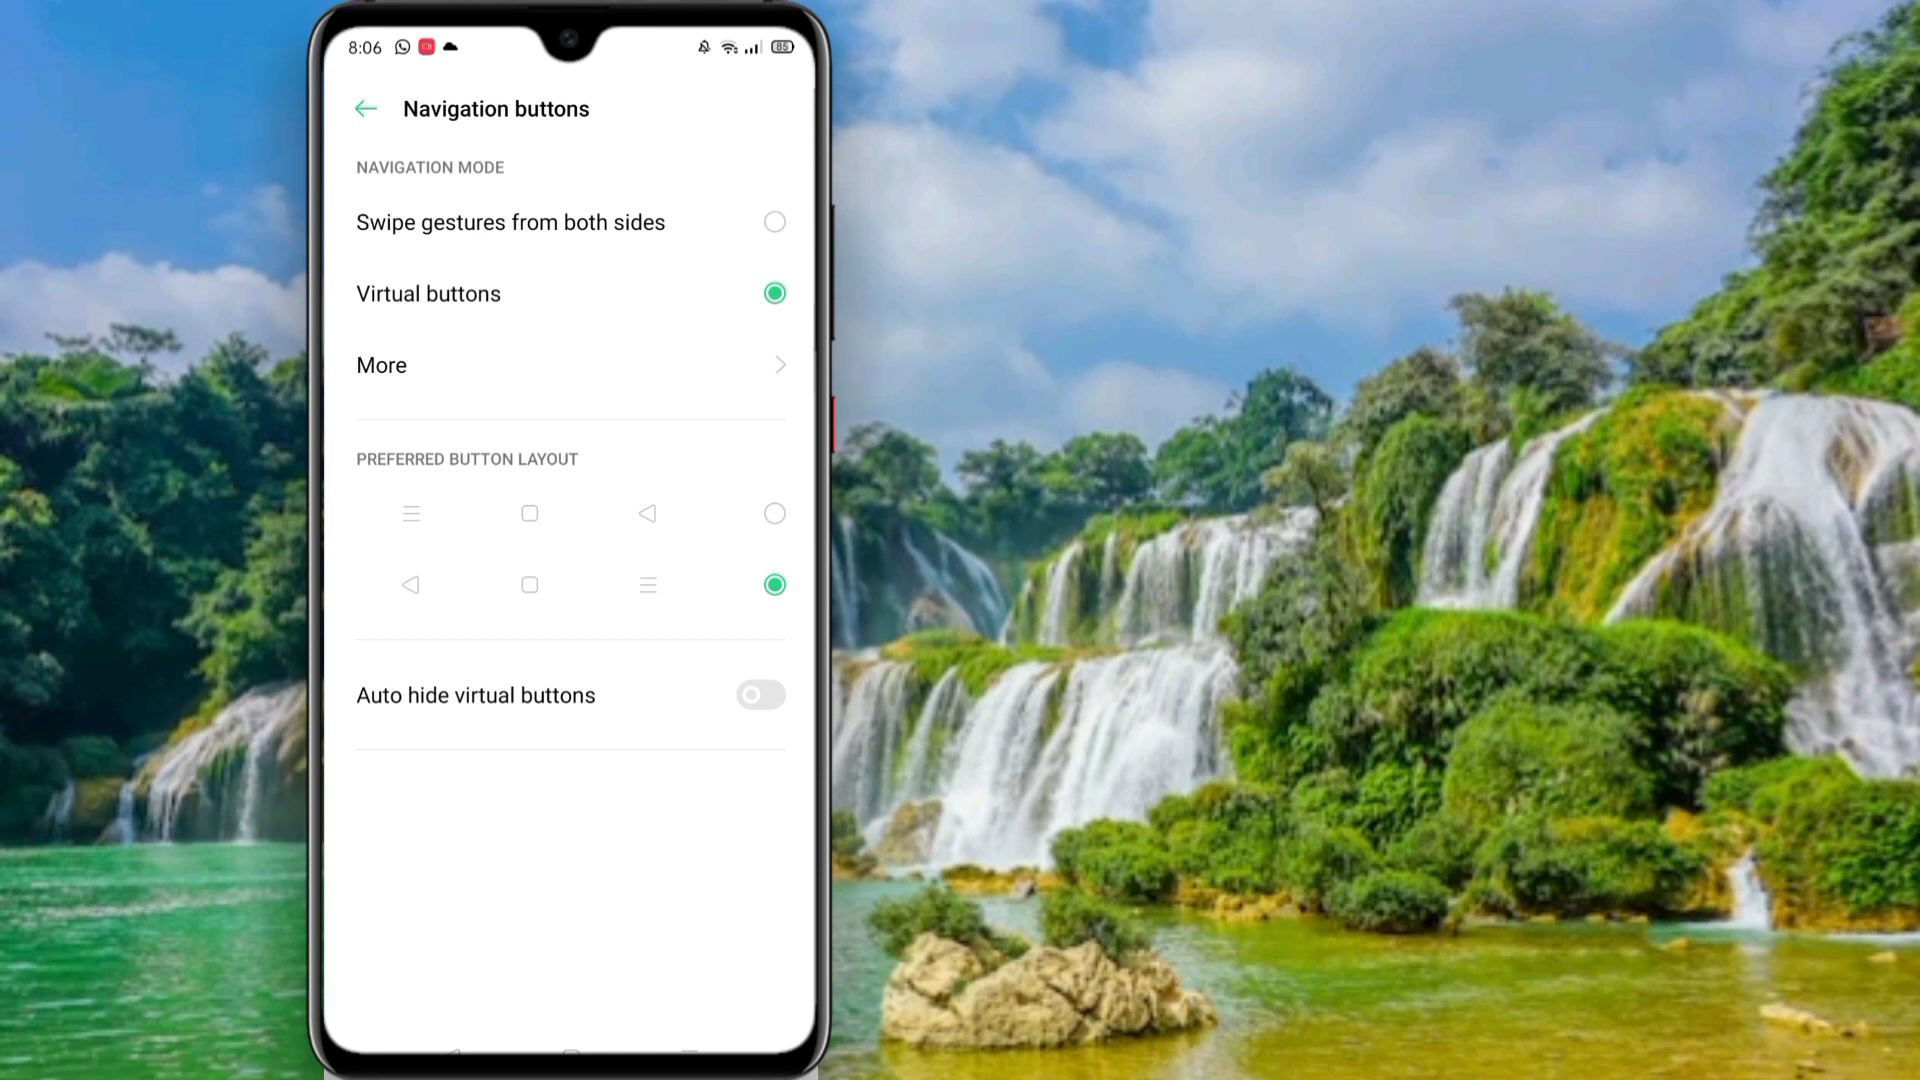 8:06
85
Navigation buttons
NAVIGATION MODE
Swipe gestures from both sides
Virtual buttons
More
PREFERRED BUTTON LAYOUT
Auto hide virtual buttons